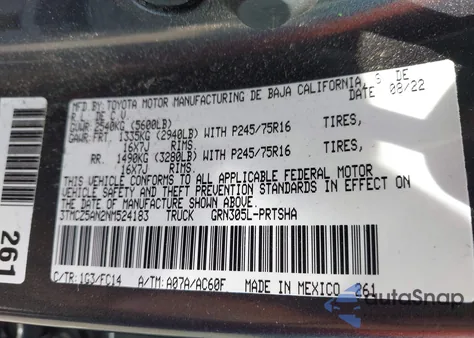 MFD.BY:TOYOTA MOTOR MANUFACTURING DE BAJA CALIFORNIA, S DE
R.L. DE C.V. DATE 08/22
GVWR 2540KG (5600LB)
GAWR:FRT. 1335KG (2940LB) WITH P245/75R16 TIRES,
16X7J RIMS.
RR. 1490KG (3280LB) WITH P245/75R16 TIRES,
16X7J RIMS.
THIS VEHICLE CONFORMS TO ALL APPLICABLE FEDERAL MOTOR
VEHICLE SAFETY AND THEFT PREVENTION STANDARDS IN EFFECT ON
THE DATE OF MANUFACTURE SHOWN ABOVE.
3TMCZ5AN2NM524183 TRUCK GRN305L-PRTSHA
C/TR:1G3/FC14 A/TM:A07A/AC60F MADE IN MEXICO 261
261
AutoSnap